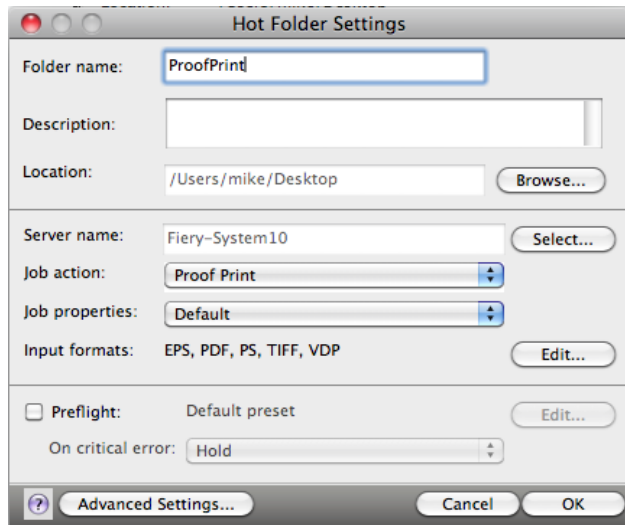 Hot Folder Settings
Folder name: ProofPrint
Description:
Location: /Users/mike/Desktop Browse...
Server name: Fiery-System10 Select...
Job action: Proof Print
Job properties: Default
Input formats: EPS, PDF, PS, TIFF, VDP Edit...
Preflight: Default preset Edit...
On critical error: Hold
? Advanced Settings... Cancel OK